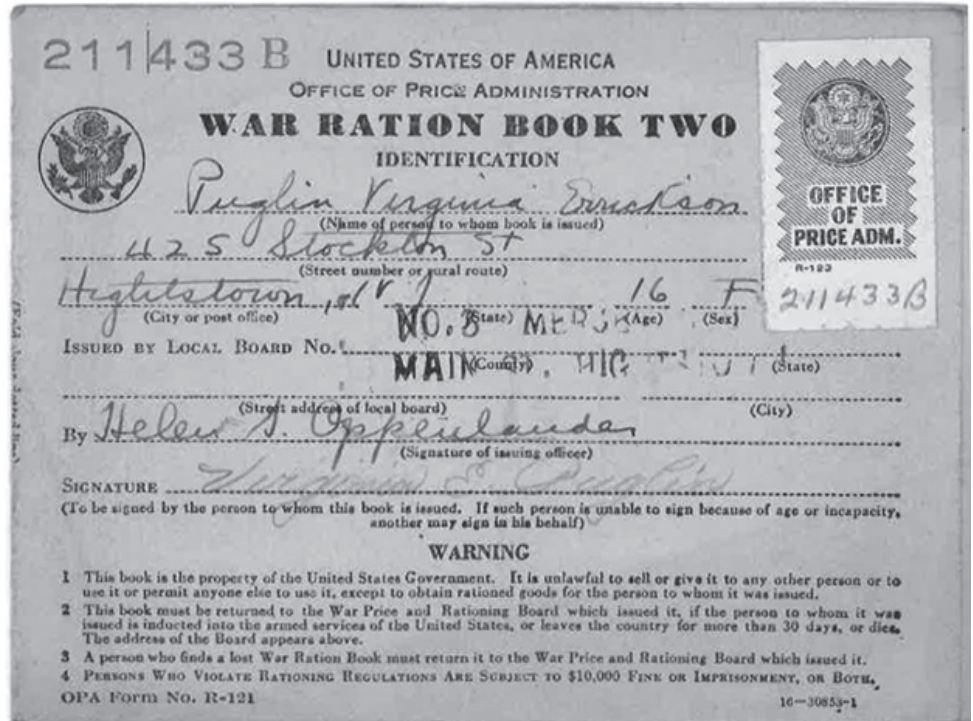 211433 B
UNITED STATES OF AMERICA
OFFICE OF PRICE ADMINISTRATION
WAR RATION BOOK TWO
IDENTIFICATION
OFFICE
OF
PRICE ADM.
R-123
211433B
Puglin Virginia Errickson
(Name of person to whom book is issued)
425 Stockton St
(Street number or rural route)
Hightstown, N J 16 F
(City or post office) (State) (Age) (Sex)
NO. 3 MERCER
ISSUED BY LOCAL BOARD No.
MAIN
(County) (State)
(Street address of local board) (City)
By Helen S. Oppenlander
(Signature of issuing officer)
SIGNATURE Virginia E. Puglin
(To be signed by the person to whom this book is issued. If such person is unable to sign because of age or incapacity,
another may sign in his behalf)
WARNING
1 This book is the property of the United States Government. It is unlawful to sell or give it to any other person or to
use it or permit anyone else to use it, except to obtain rationed goods for the person to whom it was issued.
2 This book must be returned to the War Price and Rationing Board which issued it, if the person to whom it was
issued is inducted into the armed services of the United States, or leaves the country for more than 30 days, or dies.
The address of the Board appears above.
3 A person who finds a lost War Ration Book must return it to the War Price and Rationing Board which issued it.
4 PERSONS WHO VIOLATE RATIONING REGULATIONS ARE SUBJECT TO $10,000 FINE OR IMPRISONMENT, OR BOTH.
OPA Form No. R-121
16—30853-1